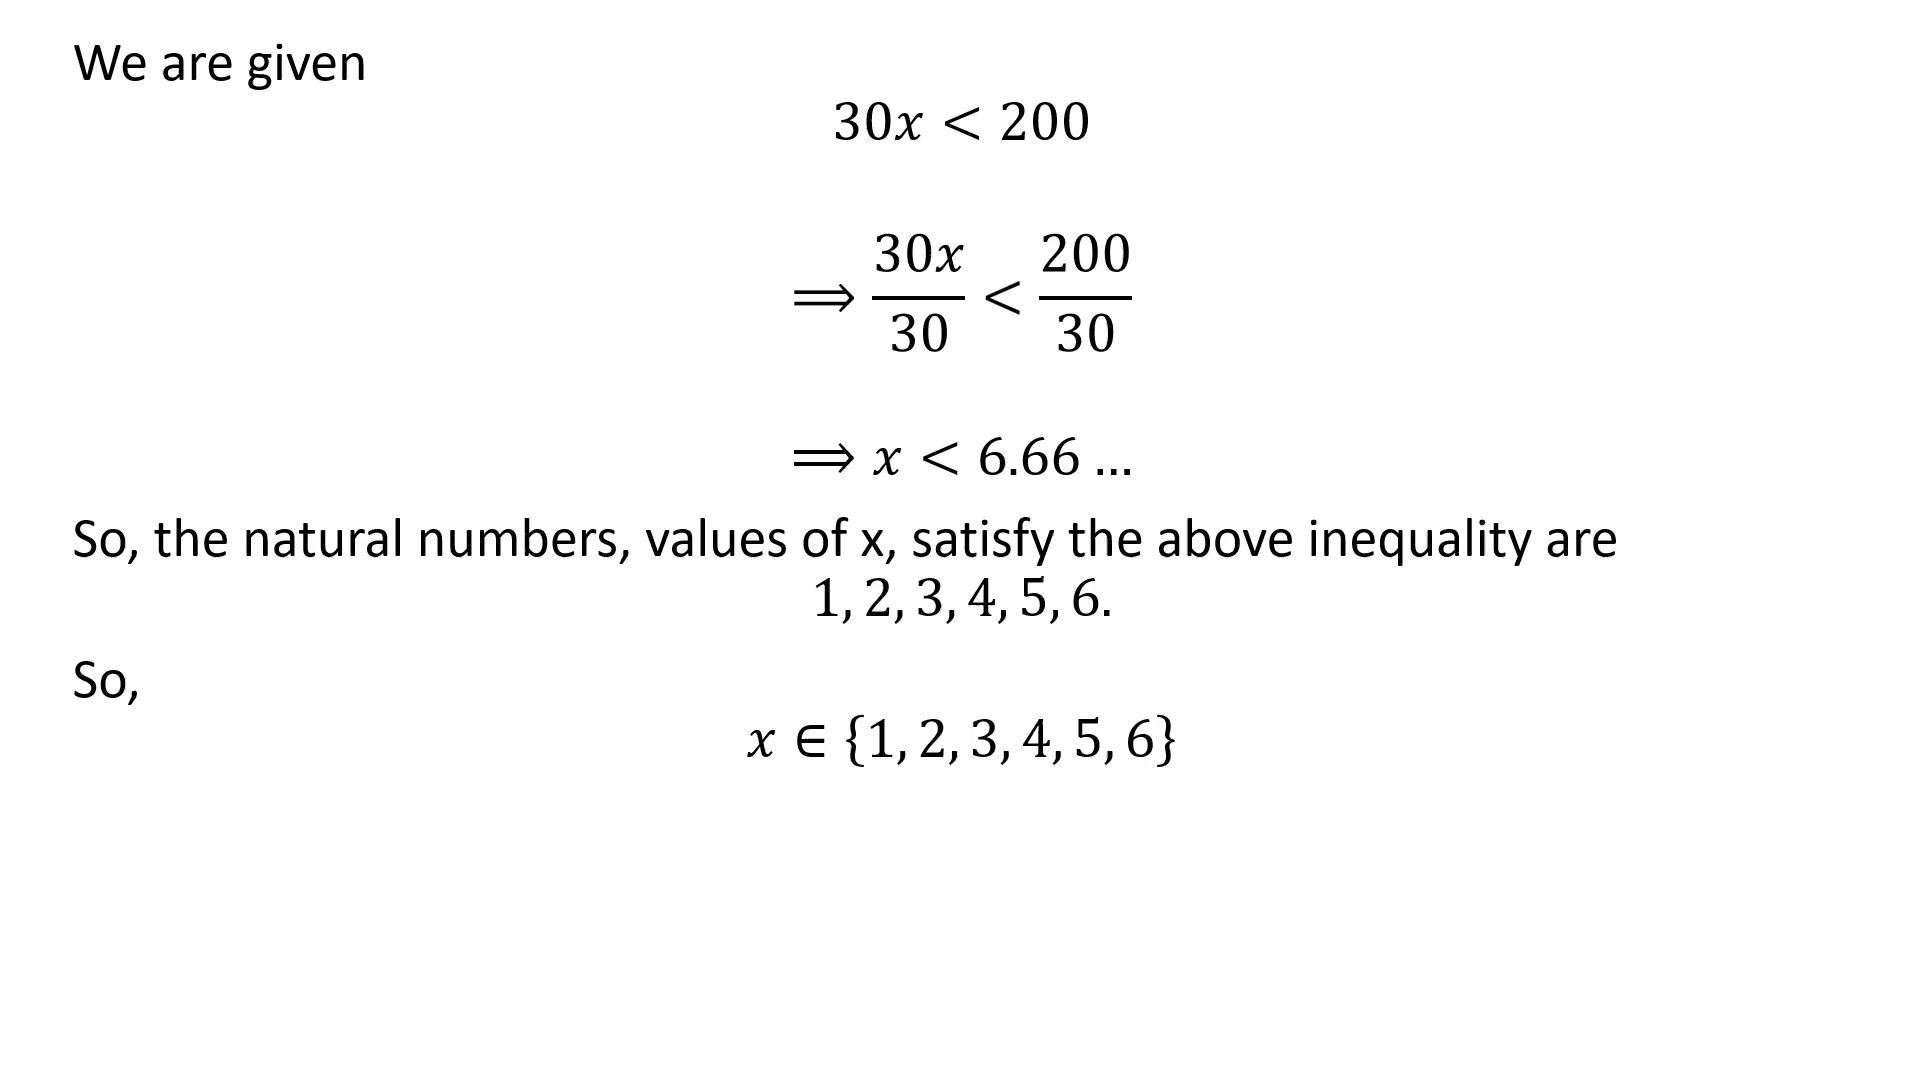 We are given
30x < 200
⟹ 30x/30 < 200/30
⟹ x < 6.66 …
So, the natural numbers, values of x, satisfy the above inequality are
1, 2, 3, 4, 5, 6.
So,
x ∈ {1, 2, 3, 4, 5, 6}